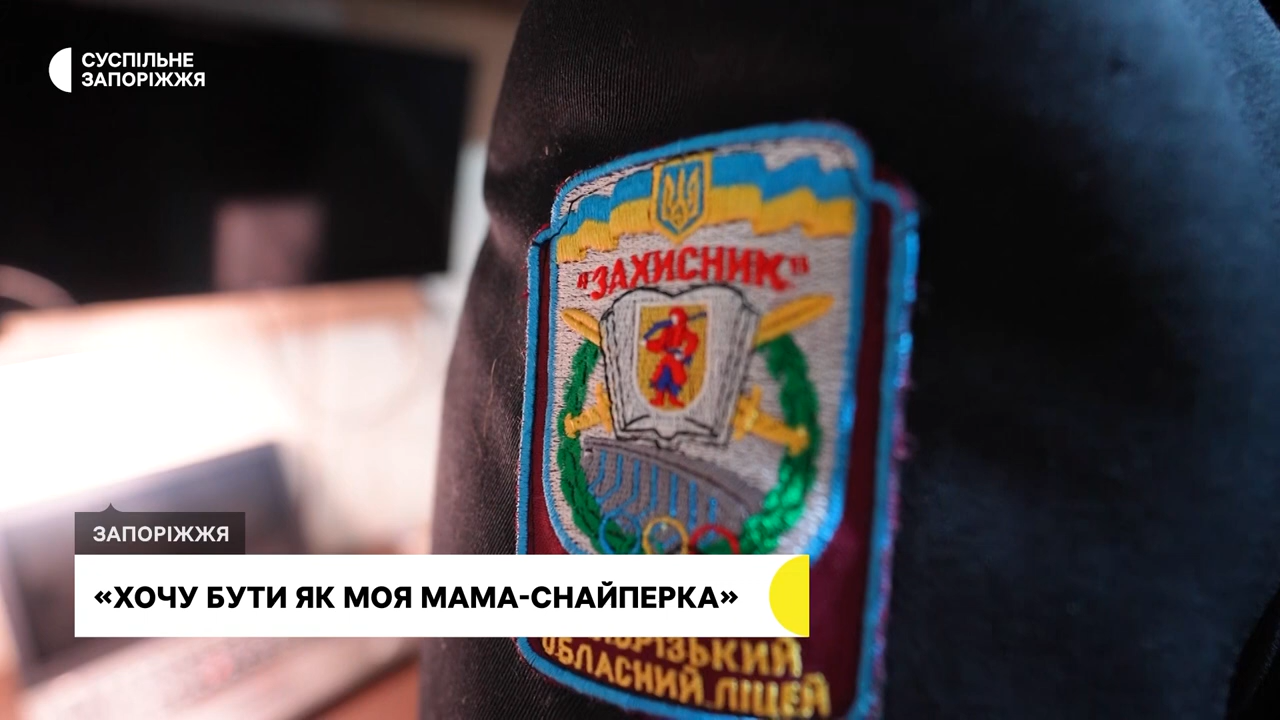 СУСПІЛЬНЕ
ЗАПОРІЖЖЯ
"ЗАХИСНИК"
ЗАПОРІЖЖЯ
«ХОЧУ БУТИ ЯК МОЯ МАМА-СНАЙПЕРКА»
ОБЛАСНИЙ ЛІЦЕЙ